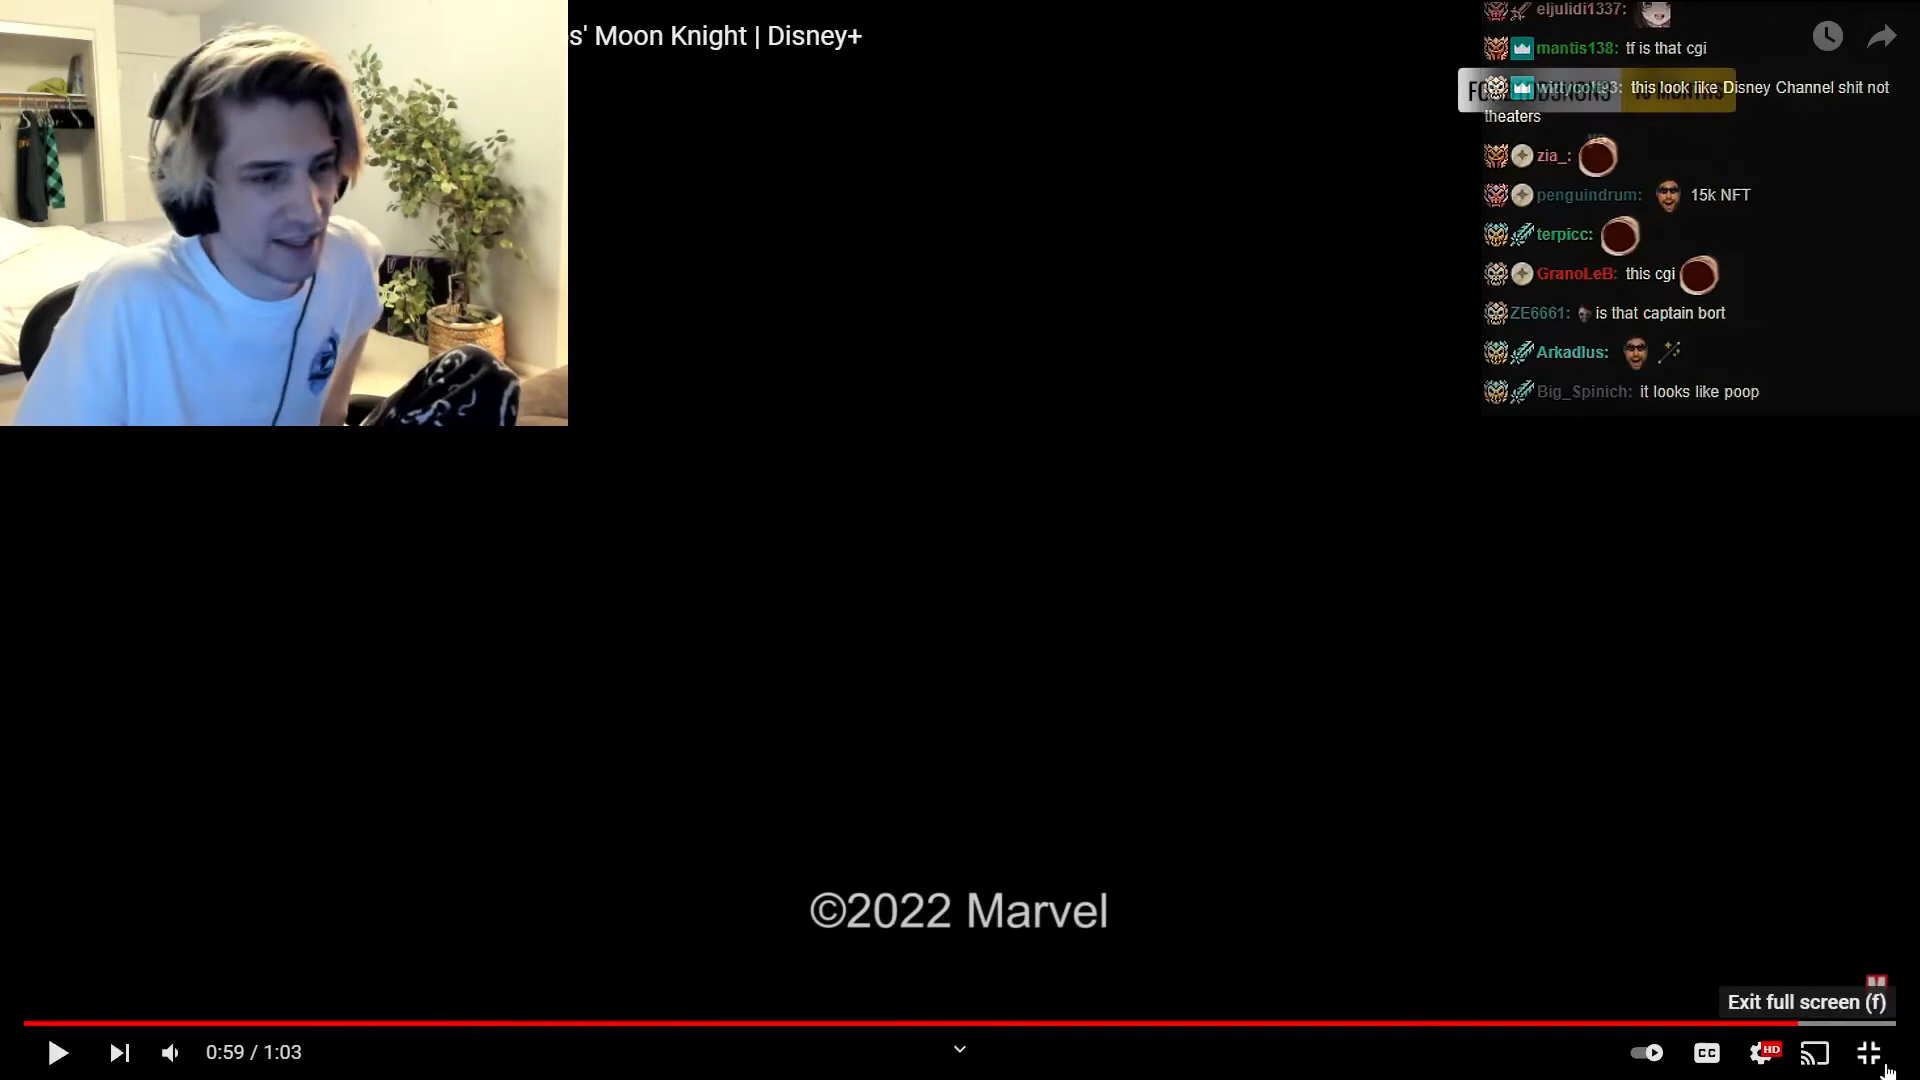 s' Moon Knight | Disney+
eljulidi1337:
mantis138: tf is that cgi
this look like Disney Channel shit not
theaters
zia_:
penguindrum: 15k NFT
terpicc:
GranoLeB: this cgi
ZE6661: is that captain bort
Arkadlus:
Big_Spinich: it looks like poop
©2022 Marvel
Exit full screen (f)
0:59 / 1:03
CC
HD